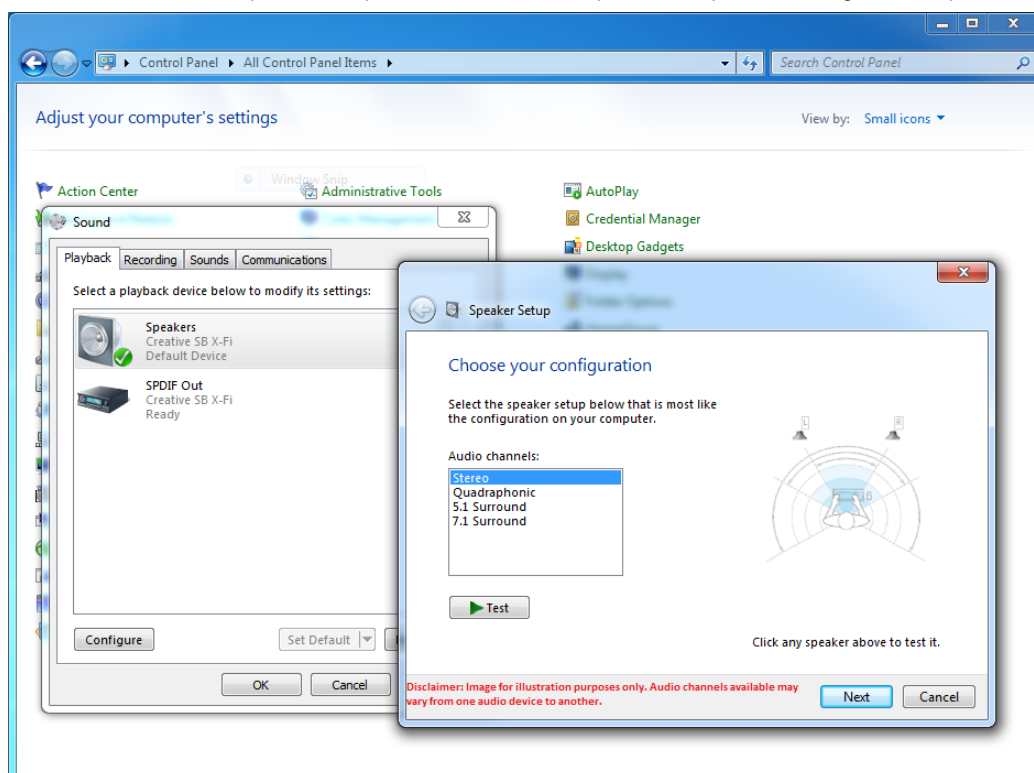 Control Panel ▸ All Control Panel Items ▸
Search Control Panel
Adjust your computer's settings
View by: Small icons
Window Snip
Action Center
Administrative Tools
AutoPlay
Credential Manager
Desktop Gadgets
Sound
Playback
Recording
Sounds
Communications
Select a playback device below to modify its settings:
Speakers
Creative SB X-Fi
Default Device
SPDIF Out
Creative SB X-Fi
Ready
Configure
Set Default
OK
Cancel
Speaker Setup
Choose your configuration
Select the speaker setup below that is most like
the configuration on your computer.
Audio channels:
Stereo
Quadraphonic
5.1 Surround
7.1 Surround
Test
L
R
Click any speaker above to test it.
Disclaimer: Image for illustration purposes only. Audio channels available may
vary from one audio device to another.
Next
Cancel